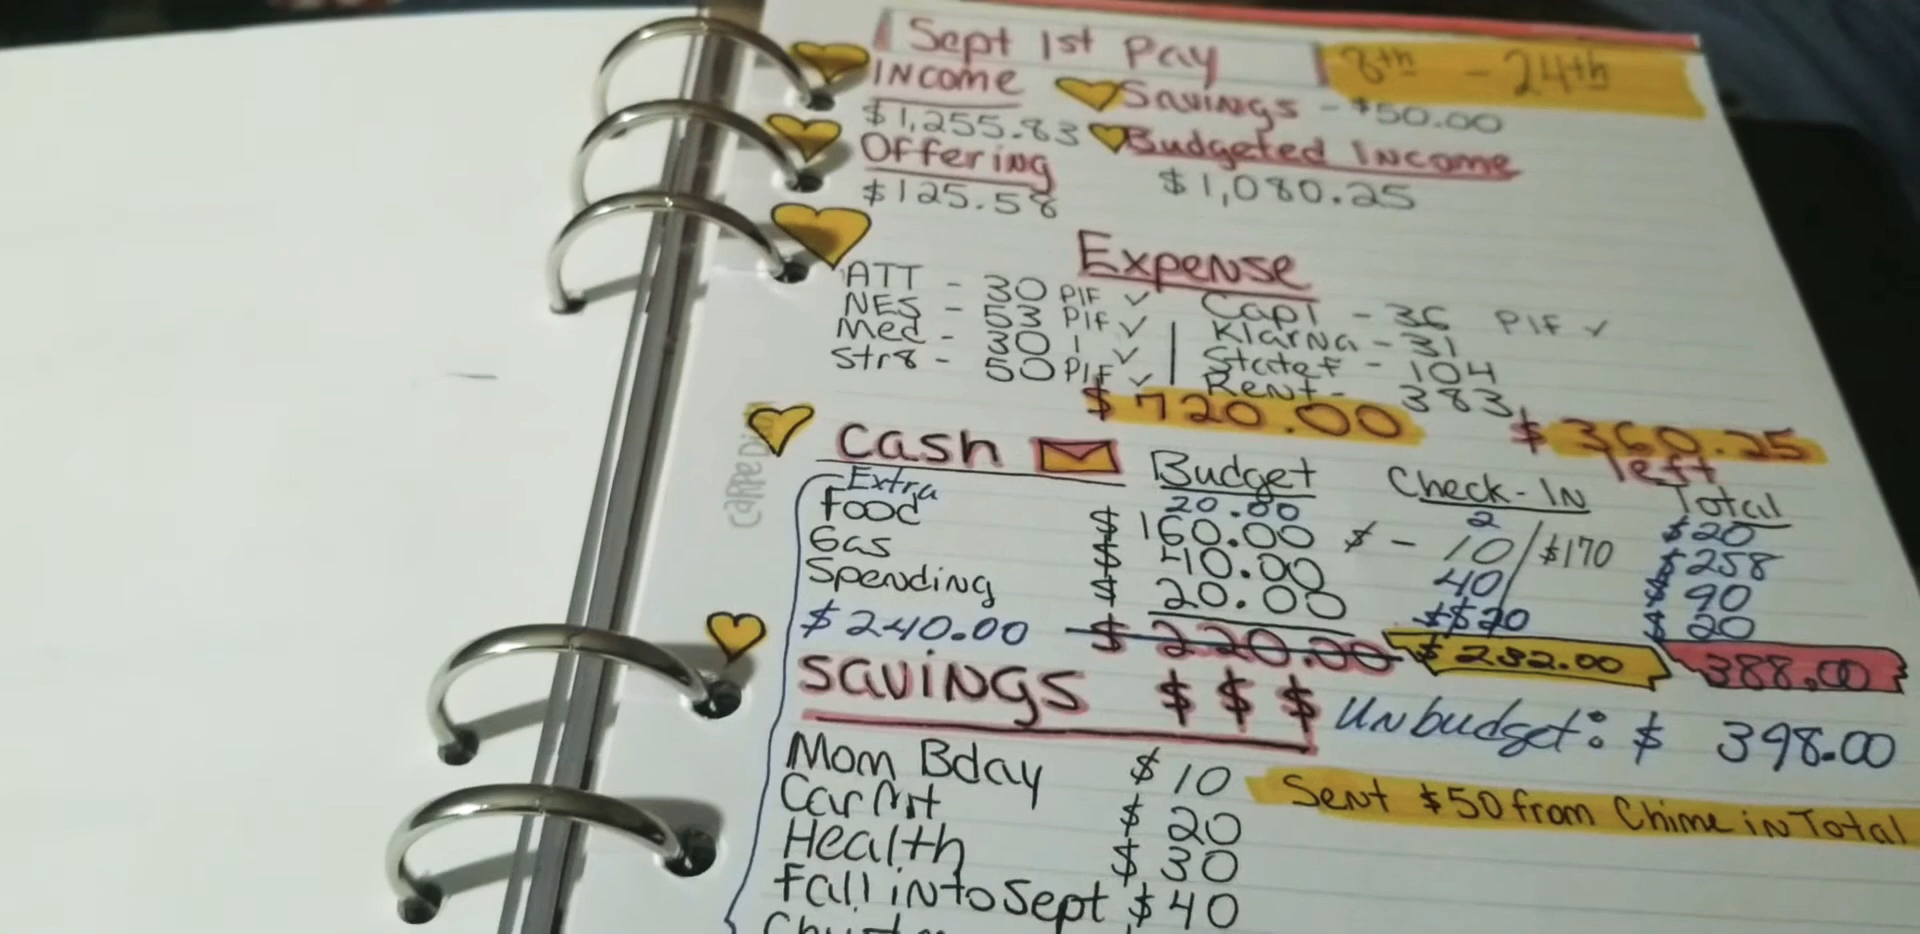 Sept 1st Pay 8th - 24th
Income
$1,255.83
Savings - $50.00
Offering
$125.58
Budgeted Income
$1,080.25
Expense
ATT - 30 PIF ✓
NES - 53 PIF ✓
Med - 30 ✓
Str8 - 50 PIF ✓
Cap1 - 36 PIF ✓
Klarna - 31
Statef - 104
Rent - 383
$720.00
$360.25
left
Cash Budget Check-In Total
Extra 20.00 2 $20
Food $160.00 $ - 10/$170 $258
Gas $40.00 40 $90
Spending $20.00 $20 $20
$240.00 $220.00 $232.00 388.00
Savings $ $ $
Unbudget: $ 398.00
Mom Bday $10
Sent $50 from Chime in Total
$20
Health $30
Fall into Sept $40